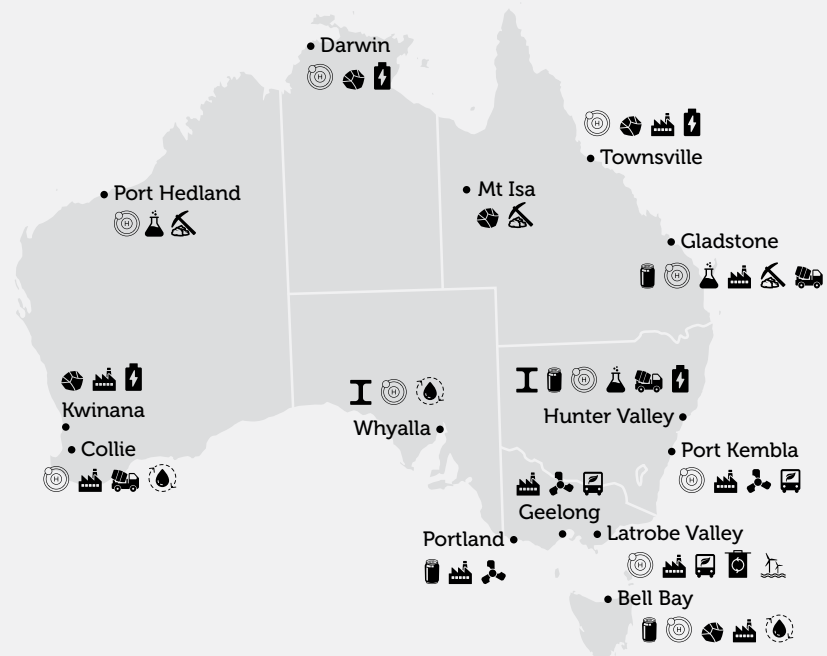 Darwin
Townsville
Port Hedland
Mt Isa
Gladstone
Kwinana
Hunter Valley
Whyalla
Collie
Port Kembla
Geelong
Portland
Latrobe Valley
Bell Bay